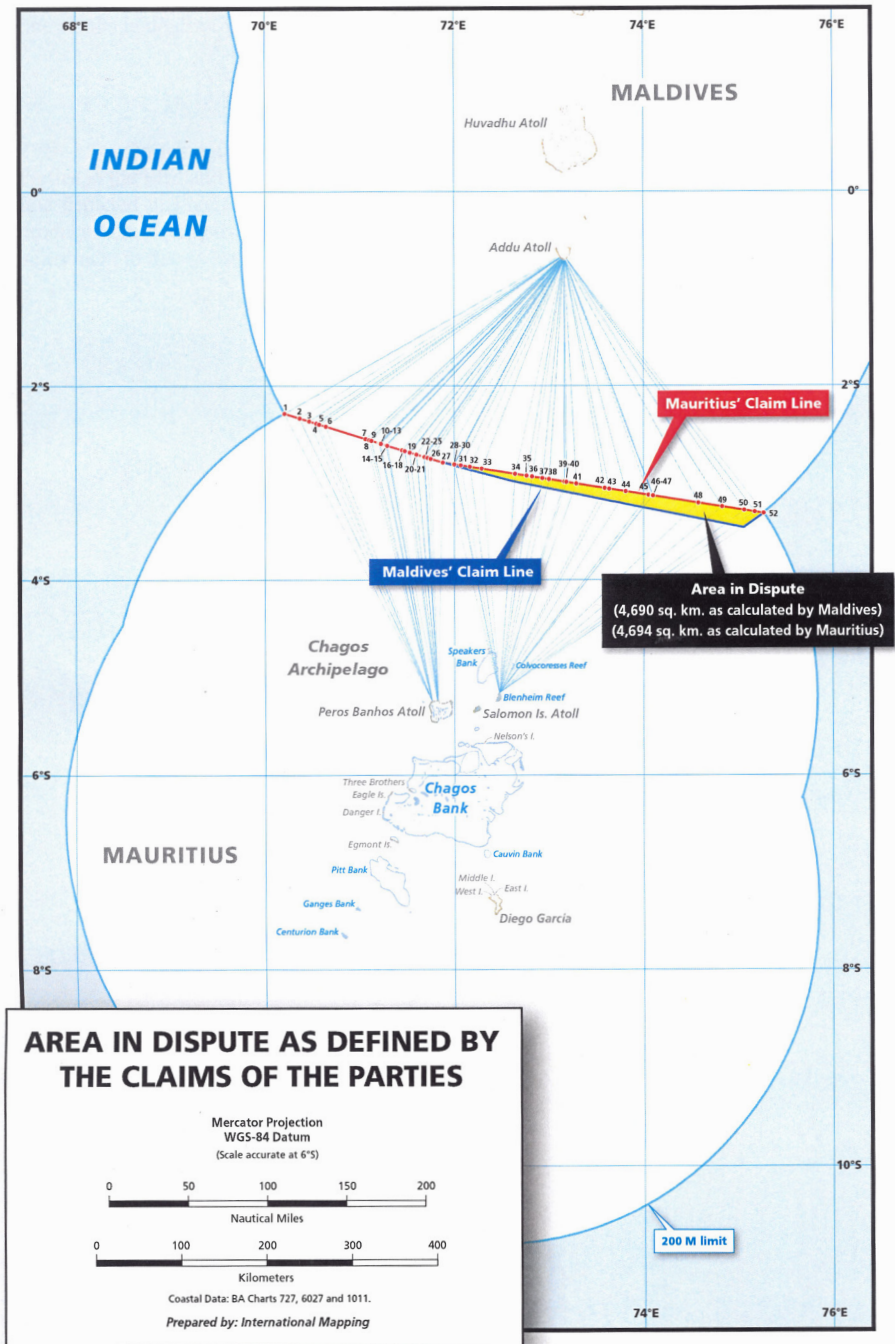 68°E
70°E
72°E
74°E
76°E
MALDIVES
Huvadhu Atoll
INDIAN
OCEAN
0°
0°
Addu Atoll
2°S
2°S
Mauritius' Claim Line
1
2
3
4
5
6
7
8
9
10-13
14-15
16-18
19
20-21
22-25
26
27
28-30
31
32
33
34
35
36
37
38
39-40
41
42
43
44
45
46-47
48
49
50
51
52
Maldives' Claim Line
4°S
Area in Dispute
(4,690 sq. km. as calculated by Maldives)
(4,694 sq. km. as calculated by Mauritius)
Chagos
Archipelago
Speakers
Bank
Colvocoresses Reef
Blenheim Reef
Peros Banhos Atoll
Salomon Is. Atoll
Nelson's I.
6°S
6°S
Three Brothers
Eagle Is.
Danger I.
Chagos
Bank
Egmont Is.
MAURITIUS
Cauvin Bank
Pitt Bank
Middle I.
West I.
East I.
Ganges Bank
Diego Garcia
Centurion Bank
8°S
8°S
AREA IN DISPUTE AS DEFINED BY
THE CLAIMS OF THE PARTIES
Mercator Projection
WGS-84 Datum
(Scale accurate at 6°S)
0 50 100 150 200
Nautical Miles
0 100 200 300 400
Kilometers
Coastal Data: BA Charts 727, 6027 and 1011.
Prepared by: International Mapping
10°S
200 M limit
74°E
76°E